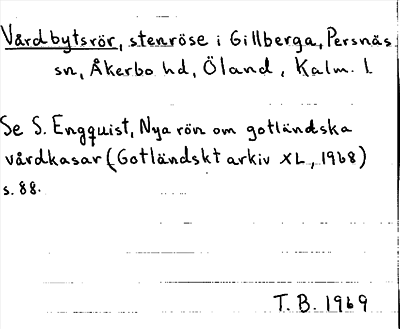 Vårdbytsrör, stenröse i Gillberga, Persnäs
sn, Åkerbo hd, Öland, Kalm. l.
Se S. Engquist, Nya rön om gotländska
vårdkasar (Gotländskt arkiv XL, 1968)
s. 88.
T. B. 1969